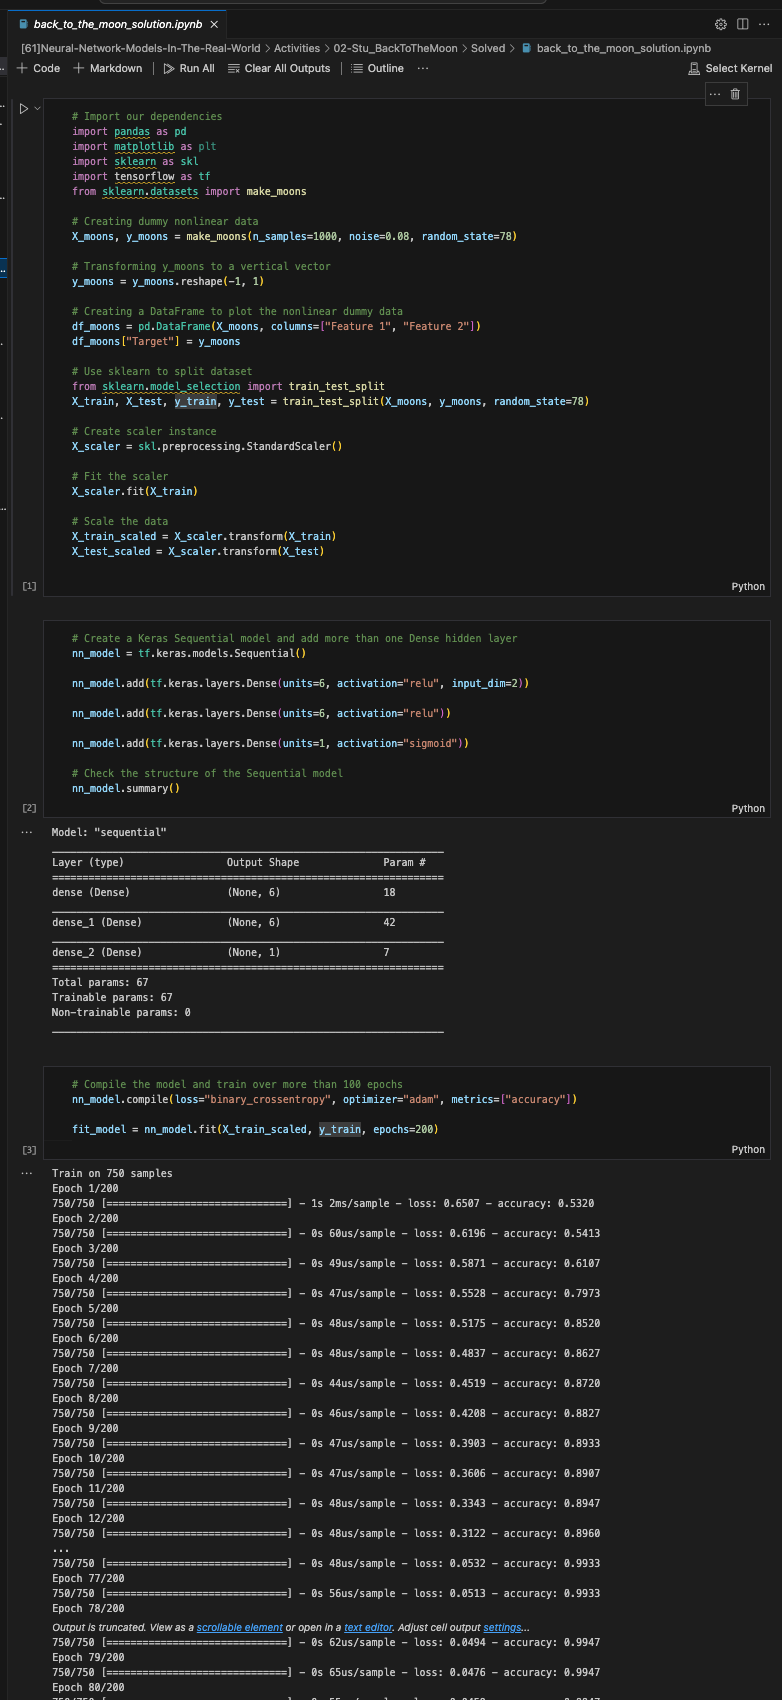 back_to_the_moon_solution.ipynb
[61]Neural-Network-Models-In-The-Real-World > Activities > 02-Stu_BackToTheMoon > Solved > back_to_the_moon_solution.ipynb
+ Code + Markdown | Run All Clear All Outputs | Outline ...
Select Kernel
# Import our dependencies
import pandas as pd
import matplotlib as plt
import sklearn as skl
import tensorflow as tf
from sklearn.datasets import make_moons
# Creating dummy nonlinear data
X_moons, y_moons = make_moons(n_samples=1000, noise=0.08, random_state=78)
# Transforming y_moons to a vertical vector
y_moons = y_moons.reshape(-1, 1)
# Creating a DataFrame to plot the nonlinear dummy data
df_moons = pd.DataFrame(X_moons, columns=["Feature 1", "Feature 2"])
df_moons["Target"] = y_moons
# Use sklearn to split dataset
from sklearn.model_selection import train_test_split
X_train, X_test, y_train, y_test = train_test_split(X_moons, y_moons, random_state=78)
# Create scaler instance
X_scaler = skl.preprocessing.StandardScaler()
# Fit the scaler
X_scaler.fit(X_train)
# Scale the data
X_train_scaled = X_scaler.transform(X_train)
X_test_scaled = X_scaler.transform(X_test)
[1]
Python
# Create a Keras Sequential model and add more than one Dense hidden layer
nn_model = tf.keras.models.Sequential()
nn_model.add(tf.keras.layers.Dense(units=6, activation="relu", input_dim=2))
nn_model.add(tf.keras.layers.Dense(units=6, activation="relu"))
nn_model.add(tf.keras.layers.Dense(units=1, activation="sigmoid"))
# Check the structure of the Sequential model
nn_model.summary()
[2]
Python
... Model: "sequential"
_________________________________________________________________
Layer (type) Output Shape Param #
=================================================================
dense (Dense) (None, 6) 18
_________________________________________________________________
dense_1 (Dense) (None, 6) 42
_________________________________________________________________
dense_2 (Dense) (None, 1) 7
=================================================================
Total params: 67
Trainable params: 67
Non-trainable params: 0
_________________________________________________________________
# Compile the model and train over more than 100 epochs
nn_model.compile(loss="binary_crossentropy", optimizer="adam", metrics=["accuracy"])
fit_model = nn_model.fit(X_train_scaled, y_train, epochs=200)
[3]
Python
... Train on 750 samples
Epoch 1/200
750/750 [==============================] - 1s 2ms/sample - loss: 0.6507 - accuracy: 0.5320
Epoch 2/200
750/750 [==============================] - 0s 60us/sample - loss: 0.6196 - accuracy: 0.5413
Epoch 3/200
750/750 [==============================] - 0s 49us/sample - loss: 0.5871 - accuracy: 0.6107
Epoch 4/200
750/750 [==============================] - 0s 47us/sample - loss: 0.5528 - accuracy: 0.7973
Epoch 5/200
750/750 [==============================] - 0s 48us/sample - loss: 0.5175 - accuracy: 0.8520
Epoch 6/200
750/750 [==============================] - 0s 48us/sample - loss: 0.4837 - accuracy: 0.8627
Epoch 7/200
750/750 [==============================] - 0s 44us/sample - loss: 0.4519 - accuracy: 0.8720
Epoch 8/200
750/750 [==============================] - 0s 46us/sample - loss: 0.4208 - accuracy: 0.8827
Epoch 9/200
750/750 [==============================] - 0s 47us/sample - loss: 0.3903 - accuracy: 0.8933
Epoch 10/200
750/750 [==============================] - 0s 47us/sample - loss: 0.3606 - accuracy: 0.8907
Epoch 11/200
750/750 [==============================] - 0s 48us/sample - loss: 0.3343 - accuracy: 0.8947
Epoch 12/200
750/750 [==============================] - 0s 48us/sample - loss: 0.3122 - accuracy: 0.8960
...
750/750 [==============================] - 0s 48us/sample - loss: 0.0532 - accuracy: 0.9933
Epoch 77/200
750/750 [==============================] - 0s 56us/sample - loss: 0.0513 - accuracy: 0.9933
Epoch 78/200
Output is truncated. View as a scrollable element or open in a text editor. Adjust cell output settings...
750/750 [==============================] - 0s 62us/sample - loss: 0.0494 - accuracy: 0.9947
Epoch 79/200
750/750 [==============================] - 0s 65us/sample - loss: 0.0476 - accuracy: 0.9947
Epoch 80/200